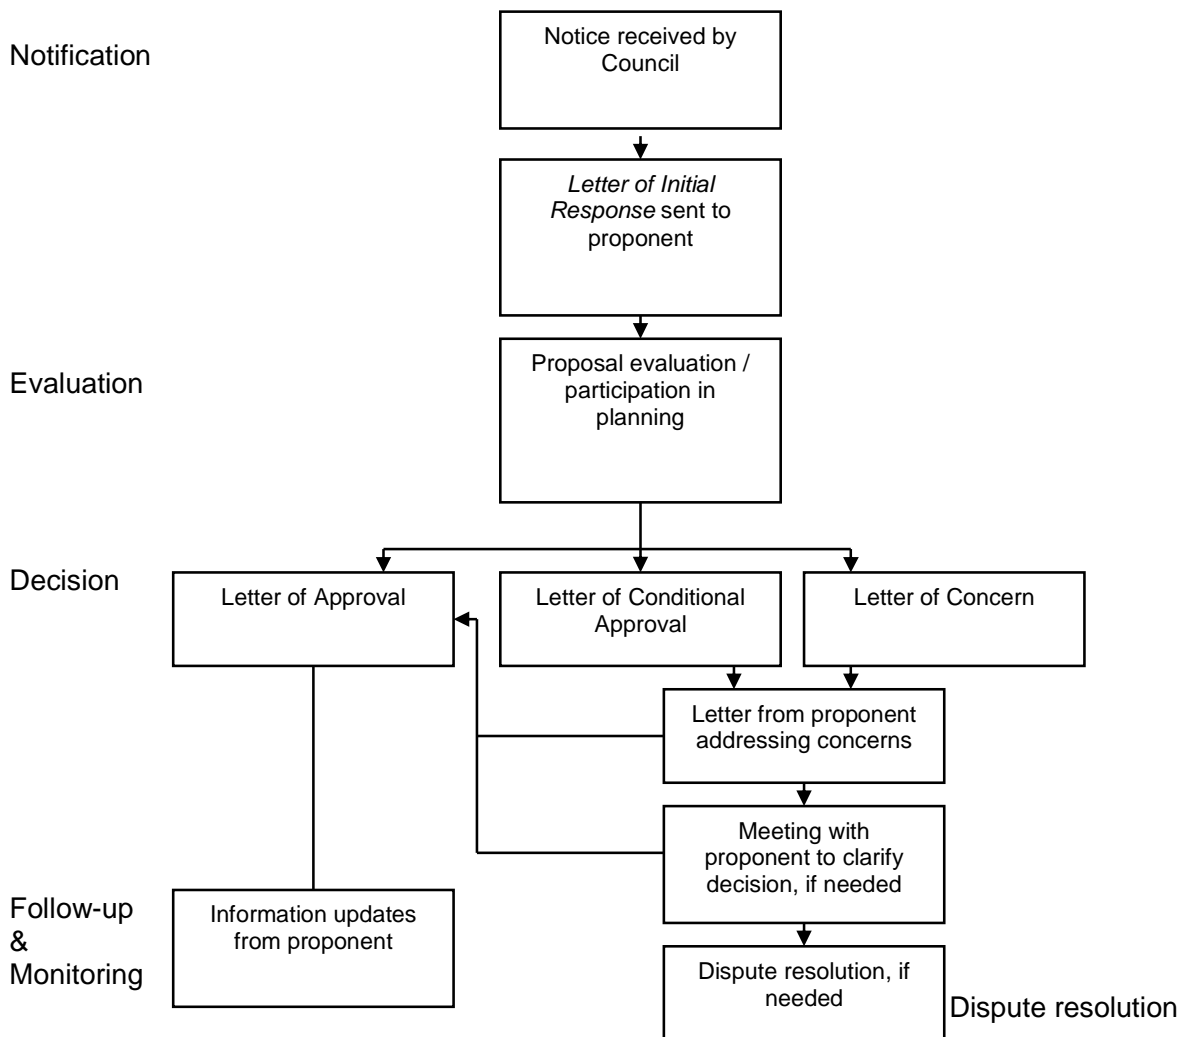 Notification
Notice received by
Council
Letter of Initial
Response sent to
proponent
Evaluation
Proposal evaluation /
participation in
planning
Decision
Letter of Approval
Letter of Conditional
Approval
Letter of Concern
Letter from proponent
addressing concerns
Meeting with
proponent to clarify
decision, if needed
Follow-up
&
Monitoring
Information updates
from proponent
Dispute resolution, if
needed
Dispute resolution